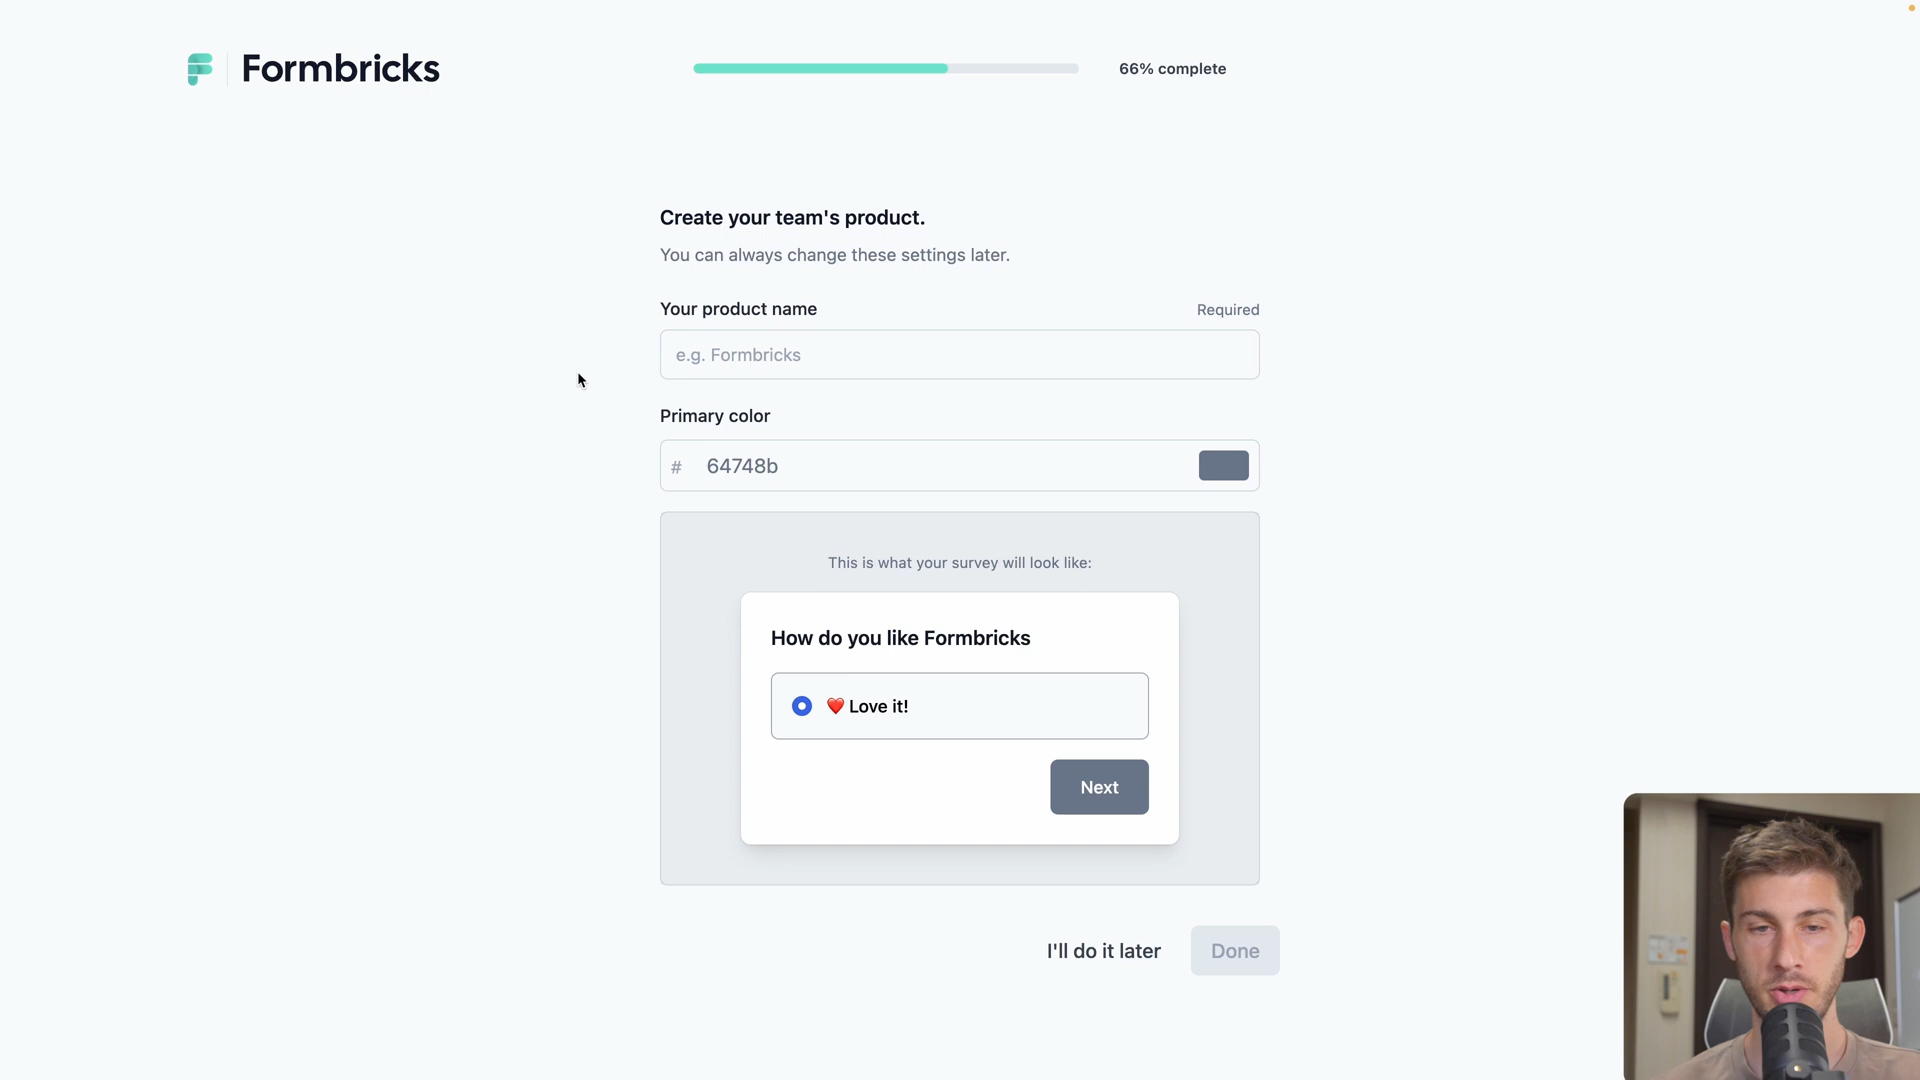 Formbricks
66% complete
Create your team's product.
You can always change these settings later.
Your product name
Required
e.g. Formbricks
Primary color
# 64748b
This is what your survey will look like:
How do you like Formbricks
❤️ Love it!
Next
I'll do it later
Done